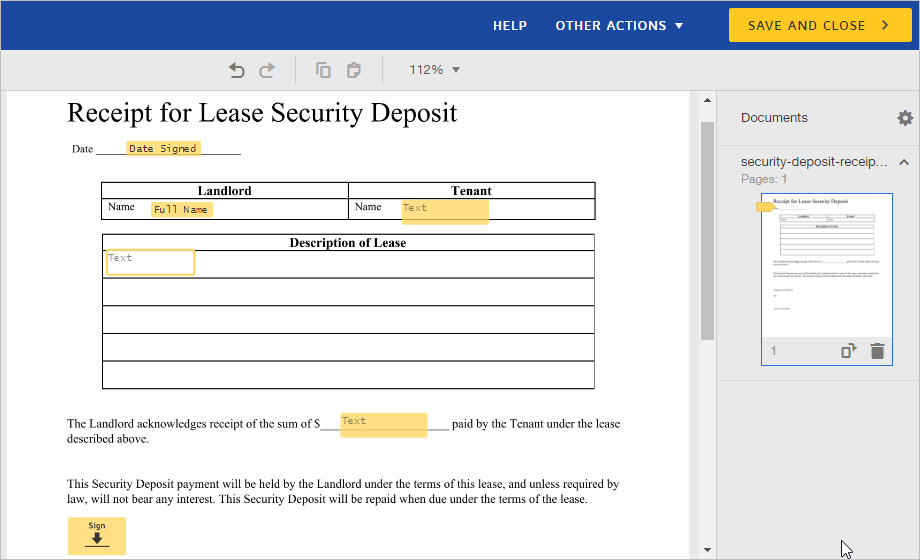 HELP OTHER ACTIONS SAVE AND CLOSE
112%
Receipt for Lease Security Deposit
Date Date Signed
Landlord Tenant
Name Full Name Name Text
Description of Lease
Text
The Landlord acknowledges receipt of the sum of $ Text paid by the Tenant under the lease
described above.
This Security Deposit payment will be held by the Landlord under the terms of this lease, and unless required by
law, will not bear any interest. This Security Deposit will be repaid when due under the terms of the lease.
Sign
Documents
security-deposit-receip...
Pages: 1
Receipt for Lease Security Deposit
1